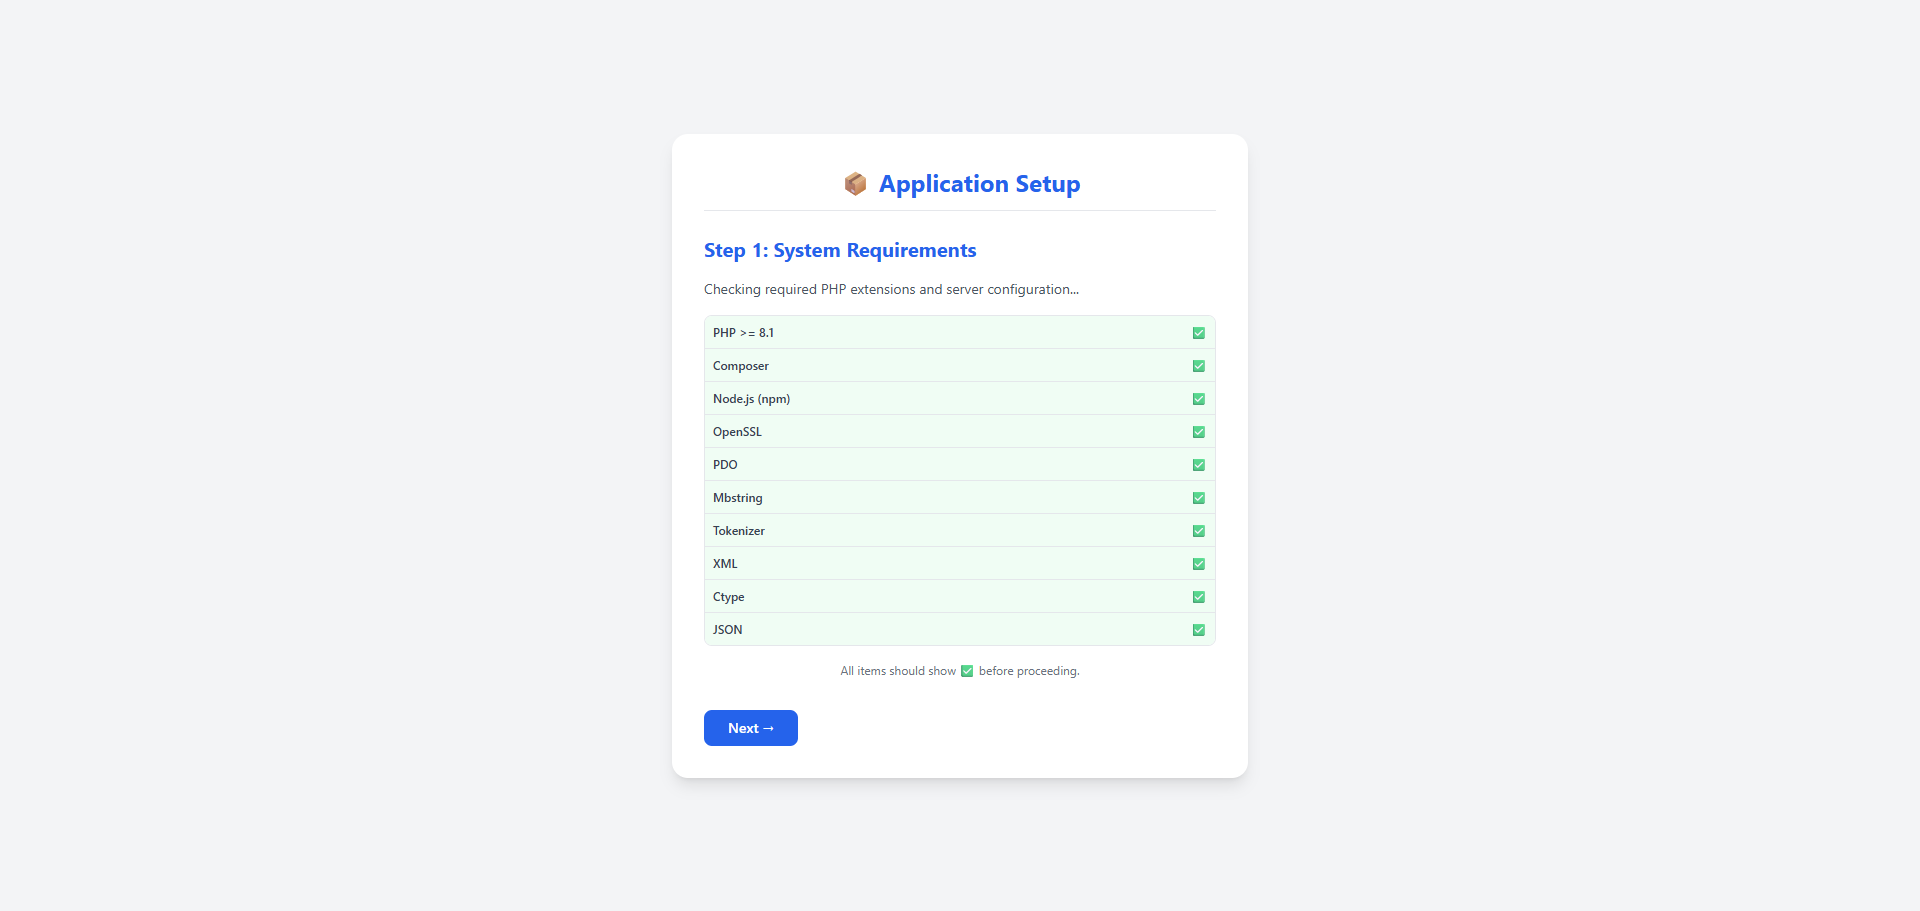 📦 Application Setup
Step 1: System Requirements
Checking required PHP extensions and server configuration...
PHP >= 8.1 ✅
Composer ✅
Node.js (npm) ✅
OpenSSL ✅
PDO ✅
Mbstring ✅
Tokenizer ✅
XML ✅
Ctype ✅
JSON ✅
All items should show ✅ before proceeding.
Next →